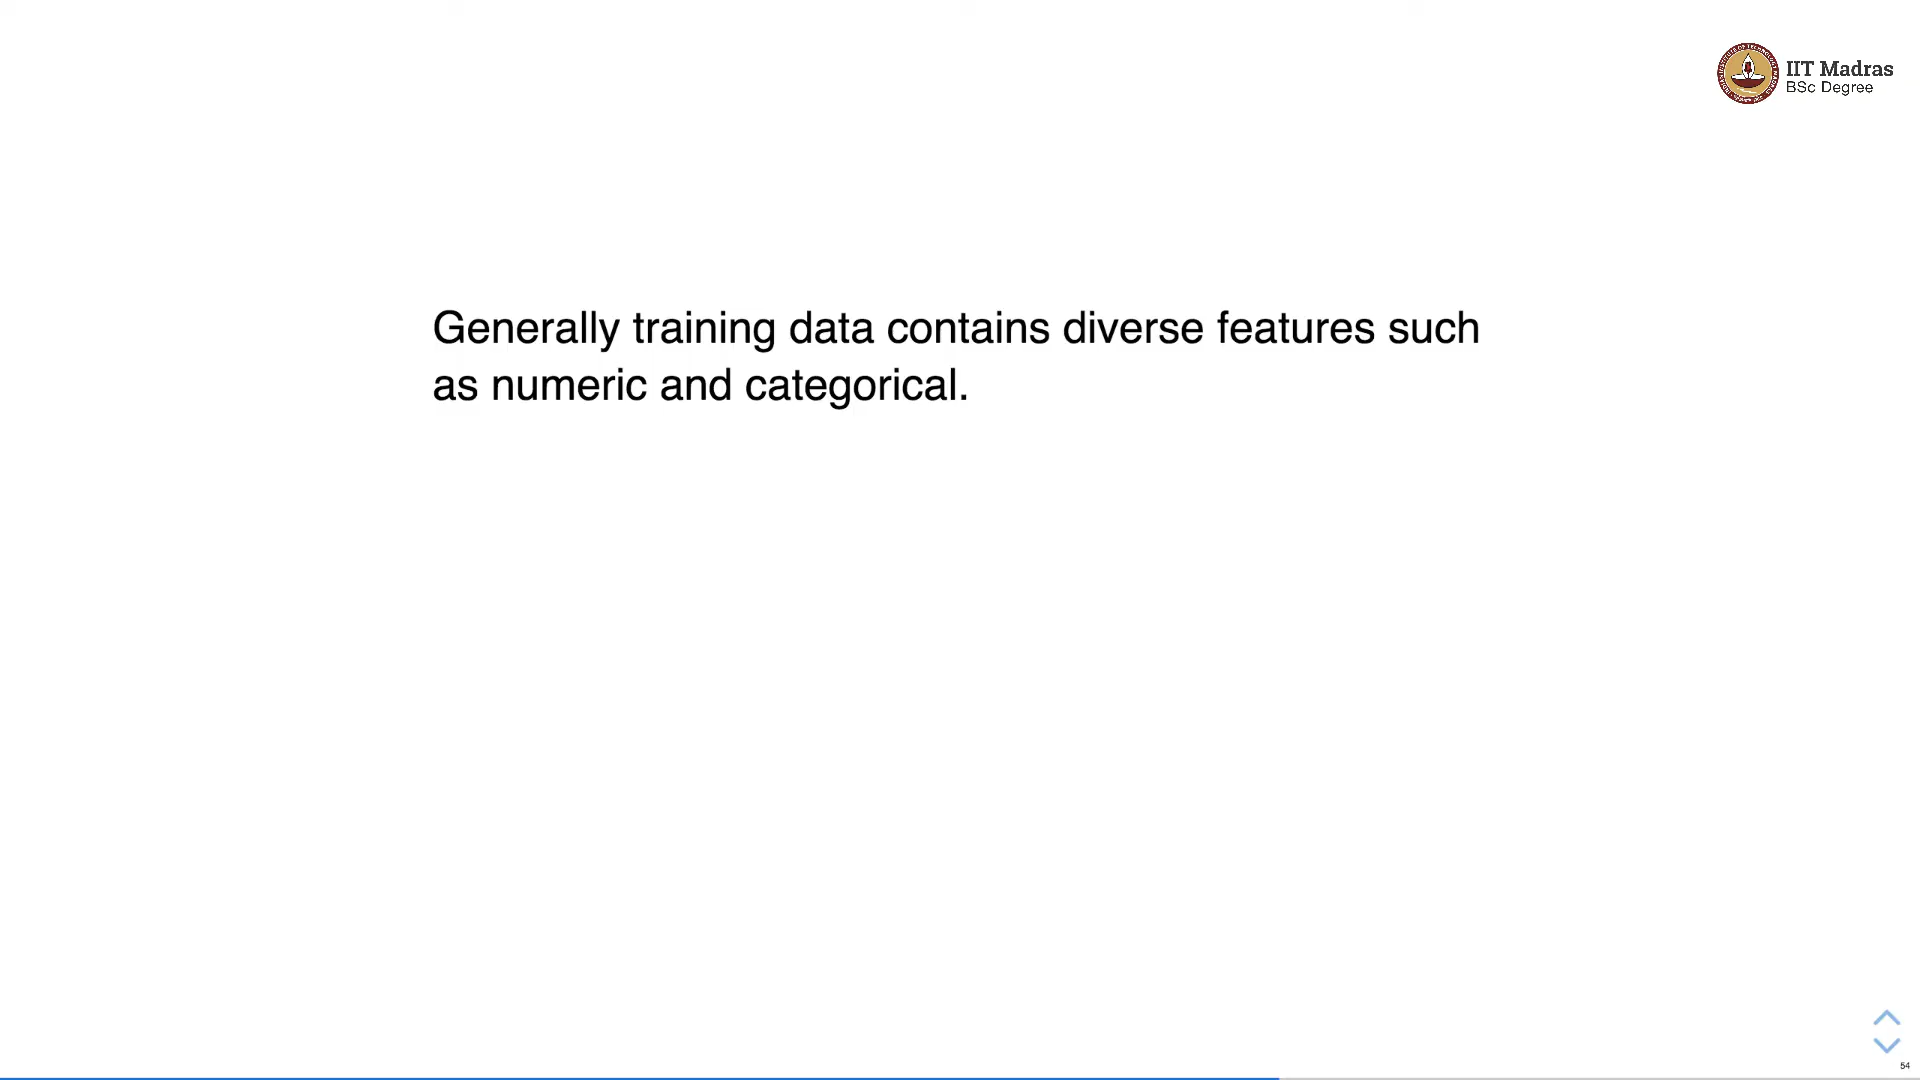 IIT Madras
BSc Degree
Generally training data contains diverse features such
as numeric and categorical.
54